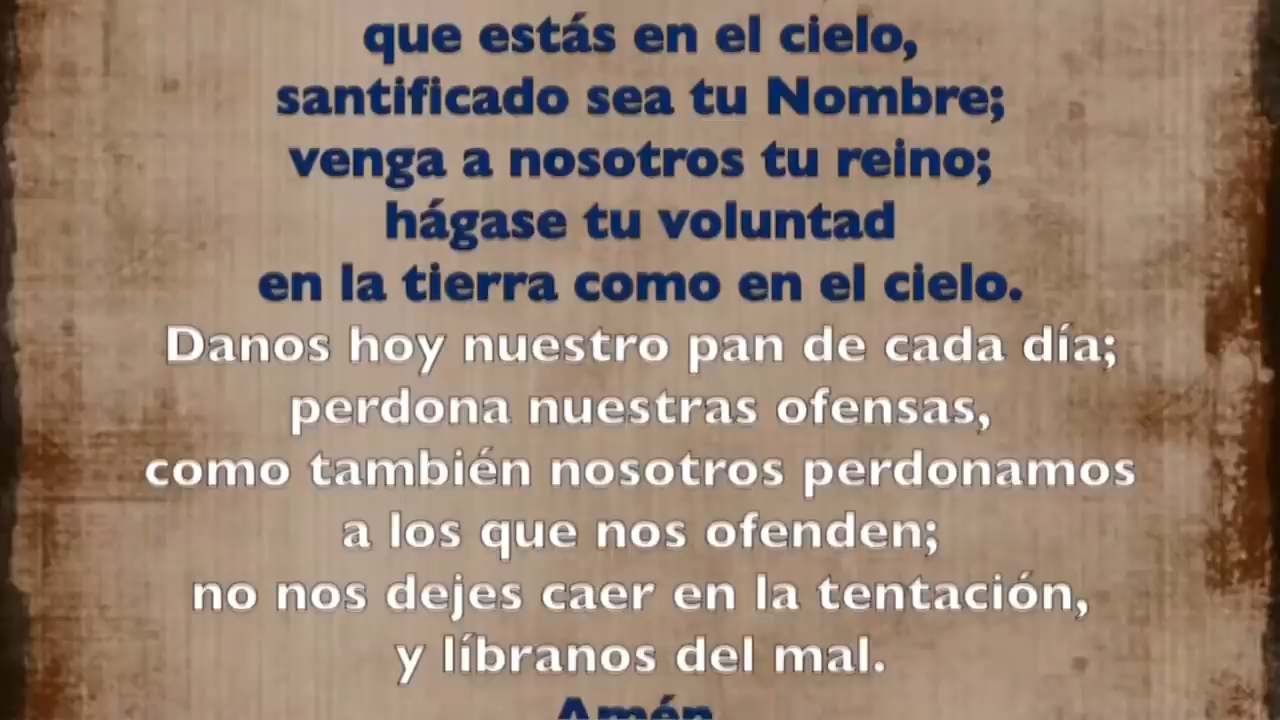 que estás en el cielo,
santificado sea tu Nombre;
venga a nosotros tu reino;
hágase tu voluntad
en la tierra como en el cielo.
Danos hoy nuestro pan de cada día;
perdona nuestras ofensas,
como también nosotros perdonamos
a los que nos ofenden;
no nos dejes caer en la tentación,
y líbranos del mal.
Amén